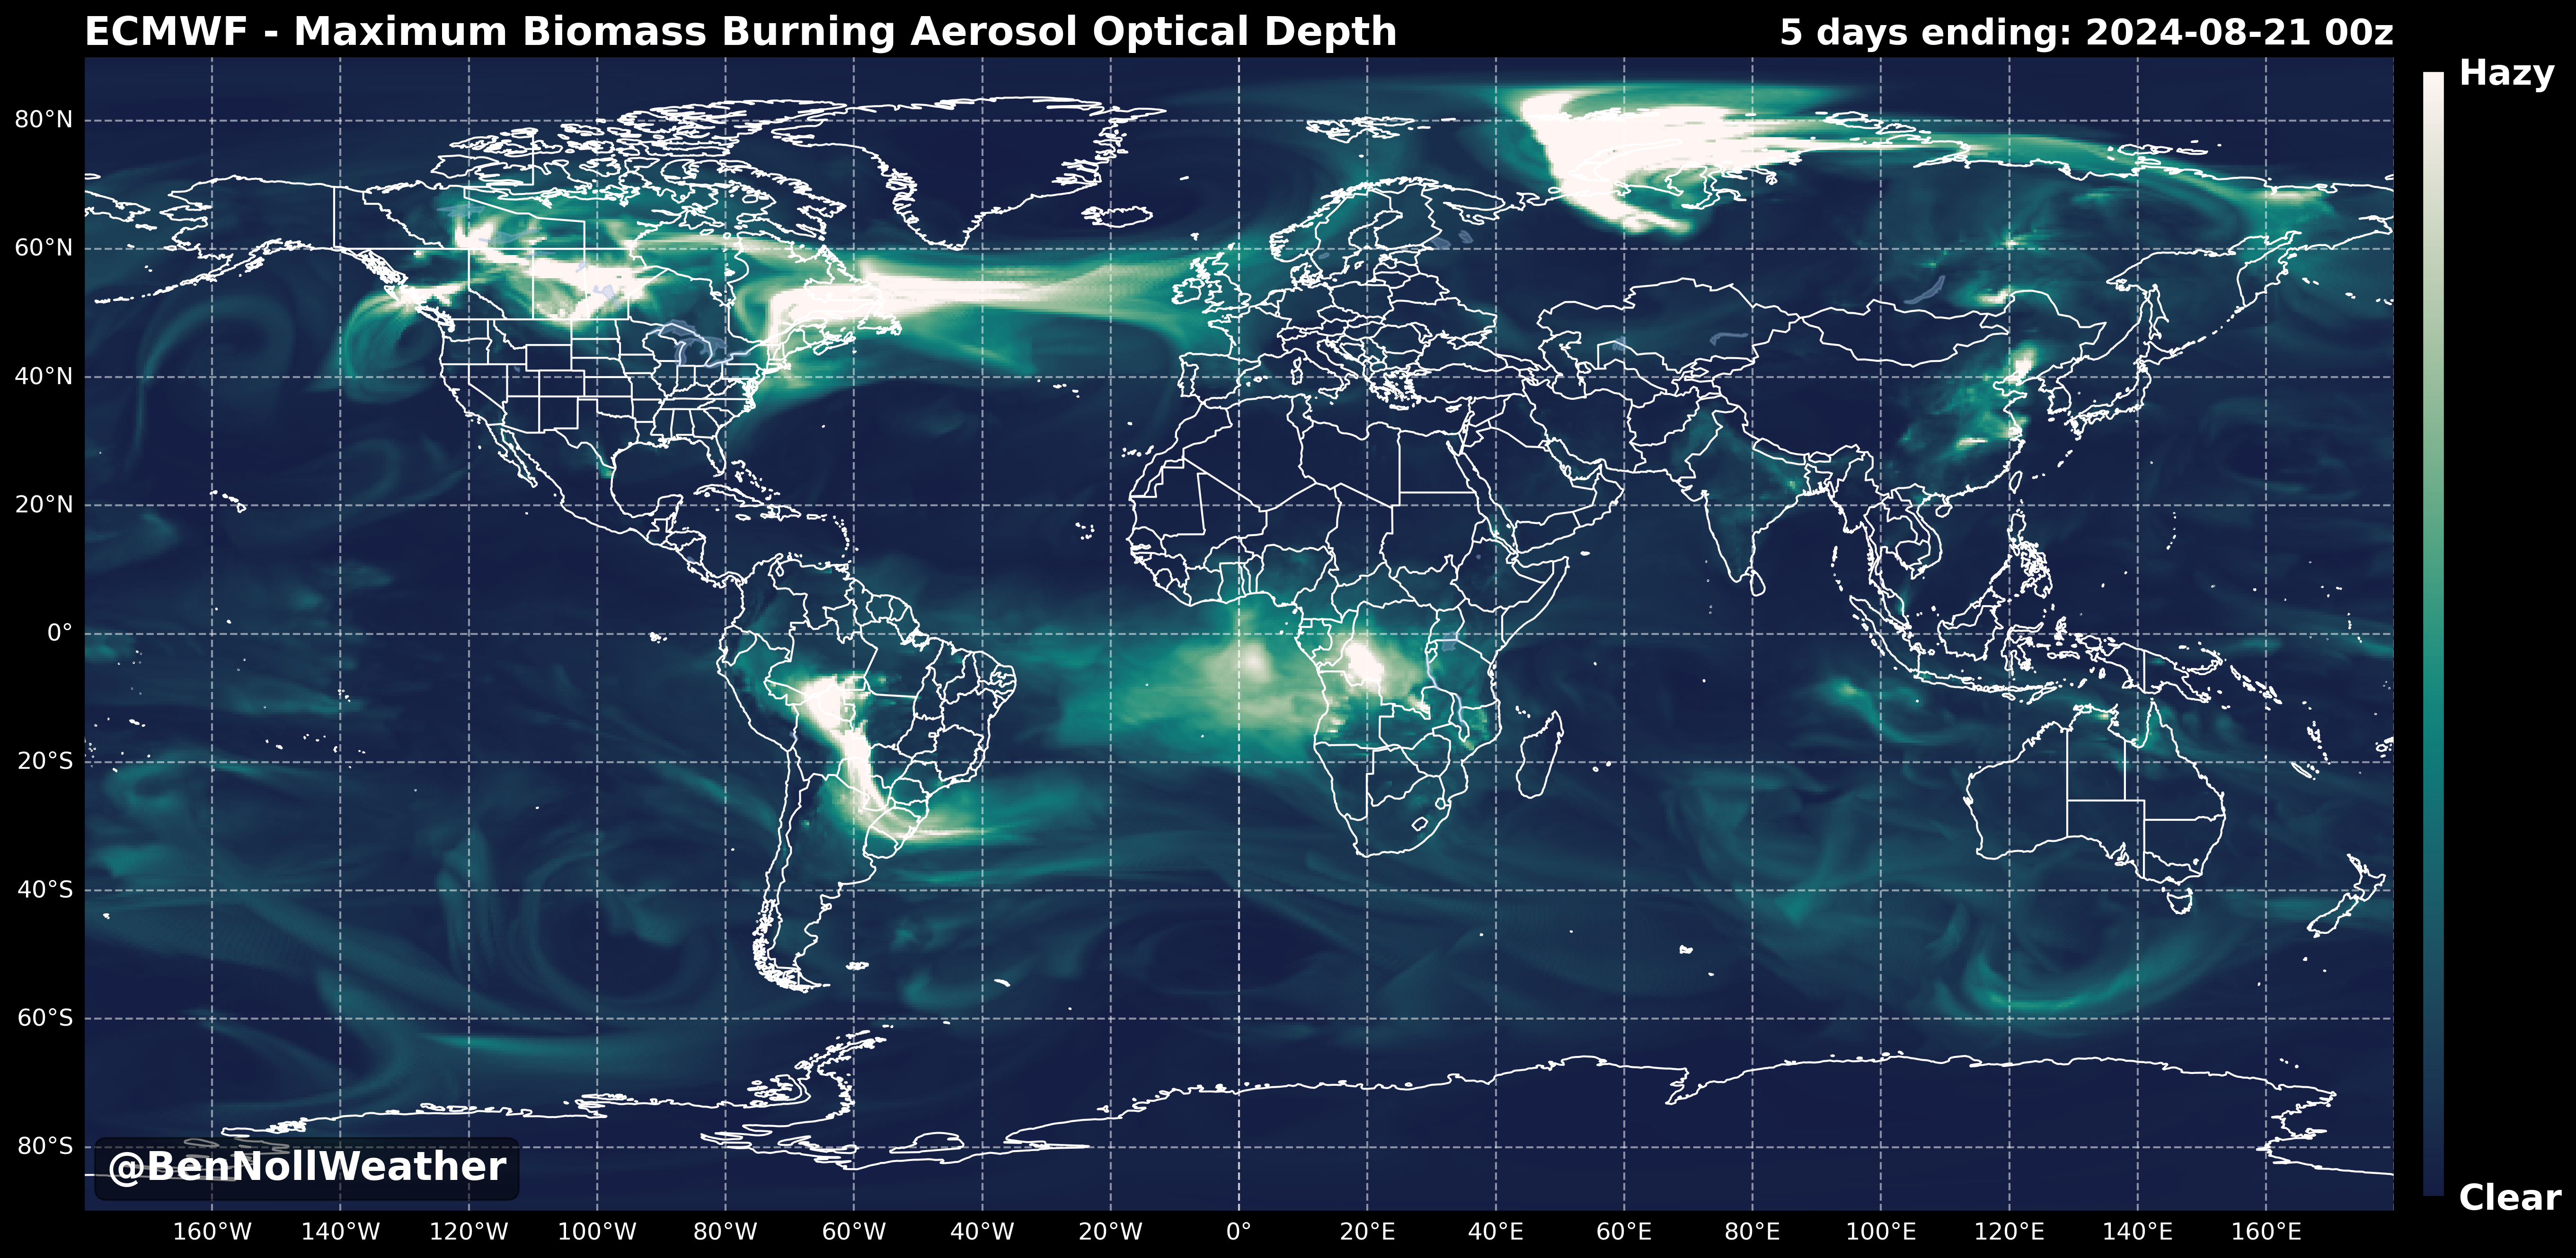 ECMWF - Maximum Biomass Burning Aerosol Optical Depth
5 days ending: 2024-08-21 00z
Hazy
80°N
60°N
40°N
20°N
0°
20°S
40°S
60°S
80°S
@BenNollWeather
Clear
160°W 140°W 120°W 100°W 80°W 60°W 40°W 20°W 0° 20°E 40°E 60°E 80°E 100°E 120°E 140°E 160°E